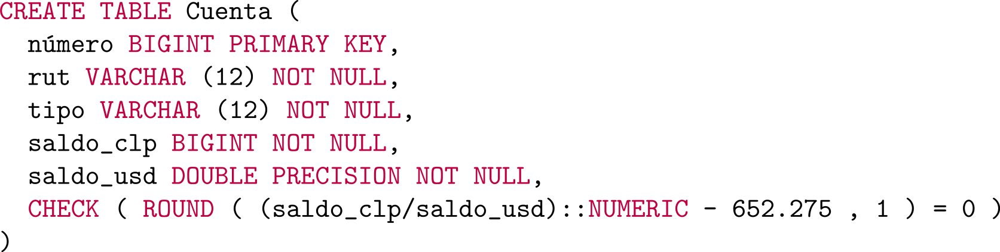 CREATE TABLE Cuenta (
número BIGINT PRIMARY KEY,
rut VARCHAR (12) NOT NULL,
tipo VARCHAR (12) NOT NULL,
saldo_clp BIGINT NOT NULL,
saldo_usd DOUBLE PRECISION NOT NULL,
CHECK ( ROUND ( (saldo_clp/saldo_usd)::NUMERIC - 652.275 , 1 ) = 0 )
)